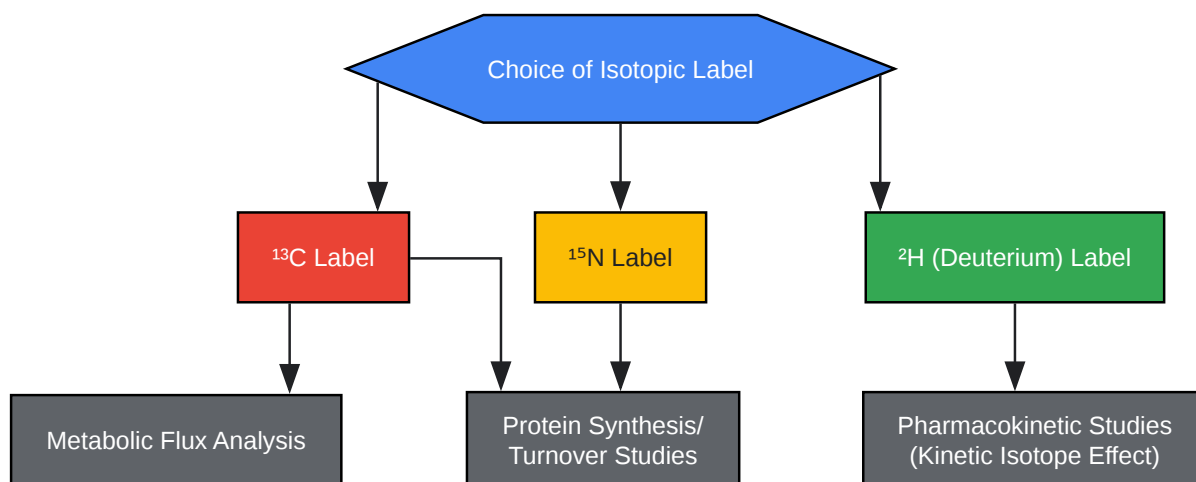 Choice of Isotopic Label
¹³C Label
¹⁵N Label
²H (Deuterium) Label
Metabolic Flux Analysis
Protein Synthesis/
Turnover Studies
Pharmacokinetic Studies
(Kinetic Isotope Effect)